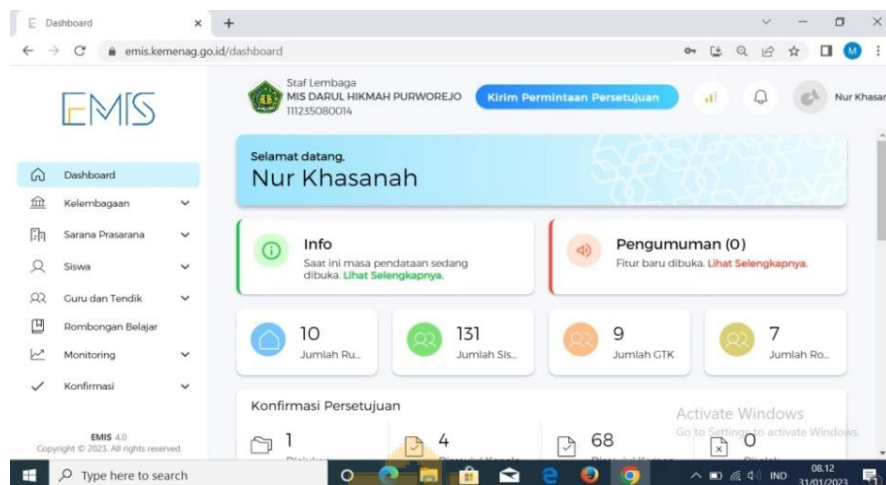 Dashboard
emis.kemenag.go.id/dashboard
M
EMIS
Staf Lembaga
MIS DARUL HIKMAH PURWOREJO
111235080014
Kirim Permintaan Persetujuan
Nur Khasar
Dashboard
Kelembagaan
Sarana Prasarana
Siswa
Guru dan Tendik
Rombongan Belajar
Monitoring
Konfirmasi
EMIS 4.0
Copyright © 2023. All rights reserved
Selamat datang,
Nur Khasanah
Info
Saat ini masa pendataan sedang
dibuka. Lihat Selengkapnya.
Pengumuman (0)
Fitur baru dibuka. Lihat Selengkapnya.
10
Jumlah Ru...
131
Jumlah Sis...
9
Jumlah GTK
7
Jumlah Ro...
Konfirmasi Persetujuan
1
4
68
0
Activate Windows
Go to Settings to activate Windows.
Type here to search
IND
08.12
31/01/2023